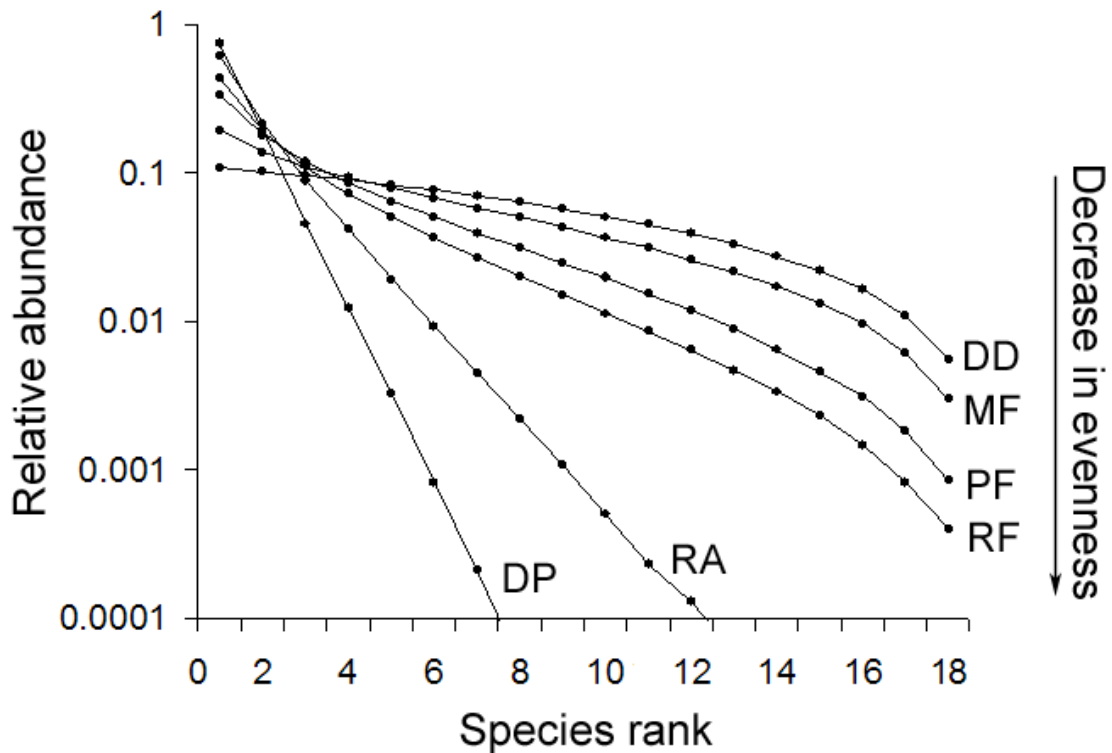 1
0.1
0.01
0.001
0.0001
Relative abundance
0 2 4 6 8 10 12 14 16 18
Species rank
DD
MF
PF
RF
RA
DP
Decrease in evenness